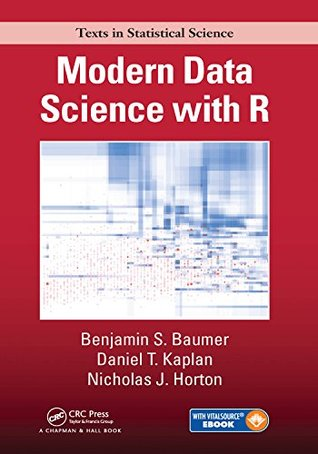 Texts in Statistical Science
Modern Data
Science with R
Benjamin S. Baumer
Daniel T. Kaplan
Nicholas J. Horton
CRC
CRC Press
Taylor & Francis Group
A CHAPMAN & HALL BOOK
WITH VITALSOURCE®
EBOOK